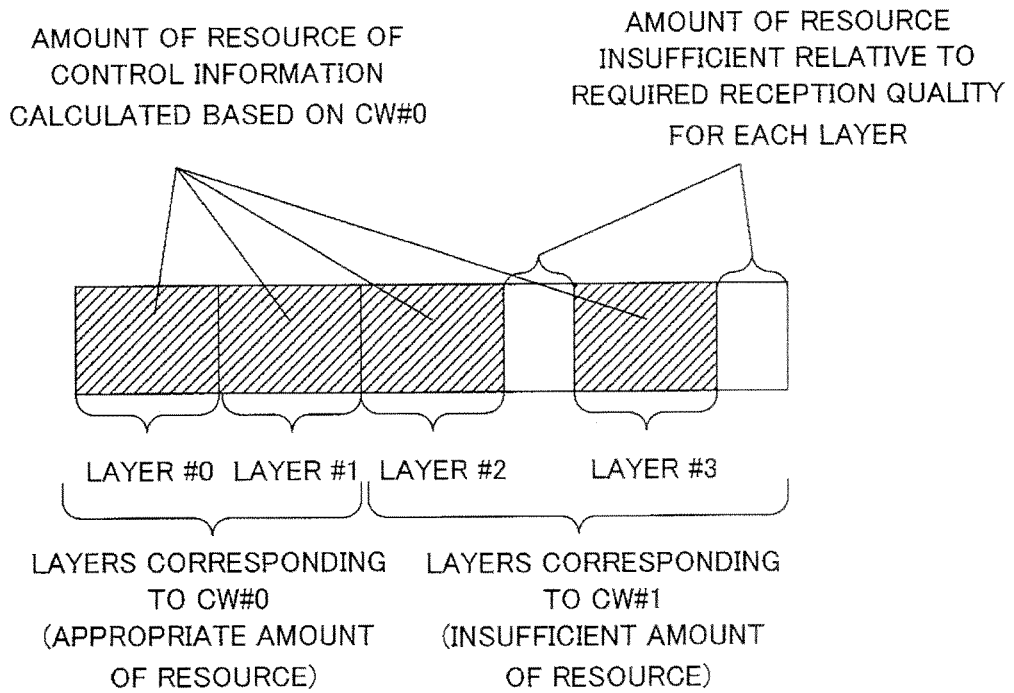 AMOUNT OF RESOURCE OF
CONTROL INFORMATION
CALCULATED BASED ON CW#0
AMOUNT OF RESOURCE
INSUFFICIENT RELATIVE TO
REQUIRED RECEPTION QUALITY
FOR EACH LAYER
LAYER #0
LAYER #1
LAYER #2
LAYER #3
LAYERS CORRESPONDING
TO CW#0
(APPROPRIATE AMOUNT
OF RESOURCE)
LAYERS CORRESPONDING
TO CW#1
(INSUFFICIENT AMOUNT
OF RESOURCE)